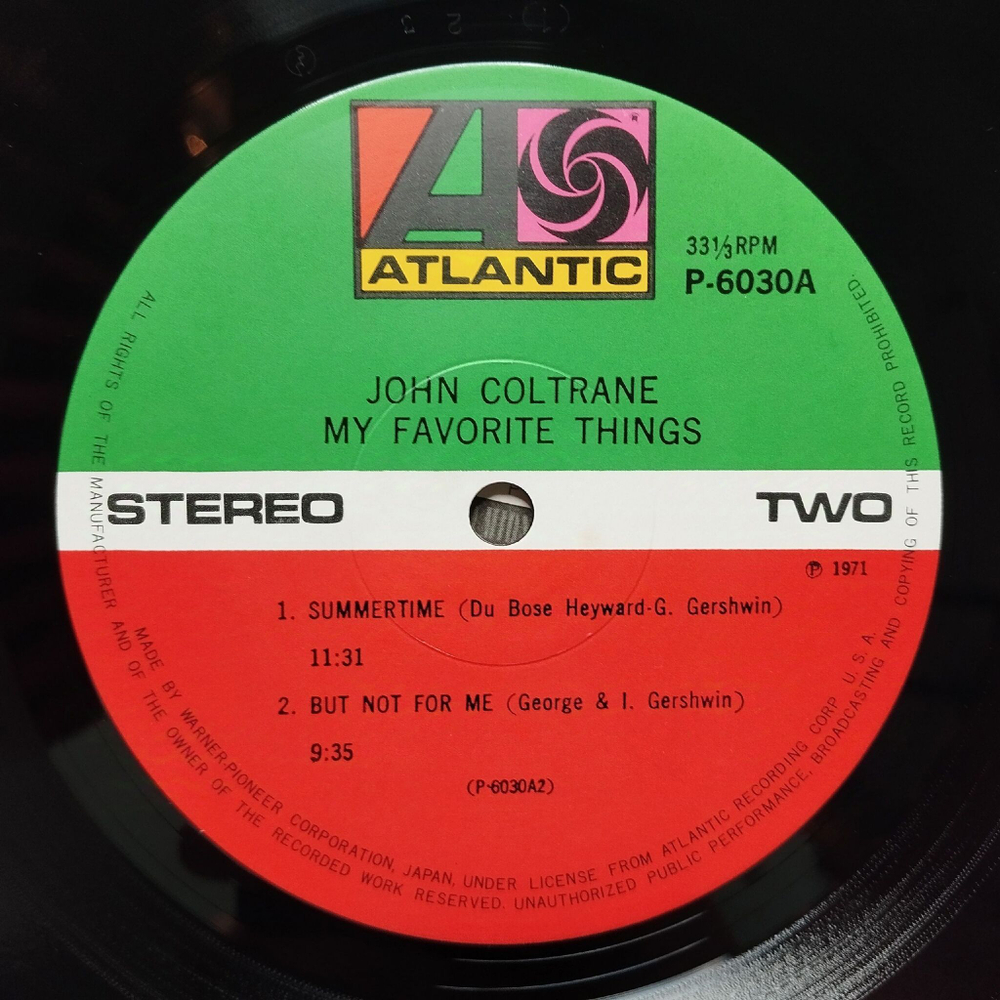 ATLANTIC
®
33⅓ RPM
P-6030A
JOHN COLTRANE
MY FAVORITE THINGS
STEREO
TWO
Ⓟ 1971
1. SUMMERTIME (Du Bose Heyward-G. Gershwin)
11:31
2. BUT NOT FOR ME (George & I. Gershwin)
9:35
(P-6030A2)
MADE BY WARNER-PIONEER CORPORATION, JAPAN, UNDER LICENSE FROM ATLANTIC RECORDING CORP. U. S. A.
ALL RIGHTS OF THE MANUFACTURER AND OF THE OWNER OF THE RECORDED WORK RESERVED. UNAUTHORIZED PUBLIC PERFORMANCE, BROADCASTING AND COPYING OF THIS RECORD PROHIBITED.